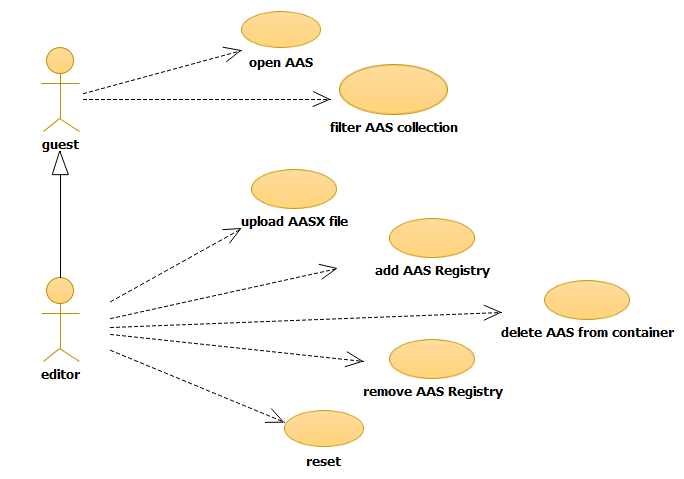 open AAS
filter AAS collection
guest
upload AASX file
add AAS Registry
delete AAS from container
editor
remove AAS Registry
reset